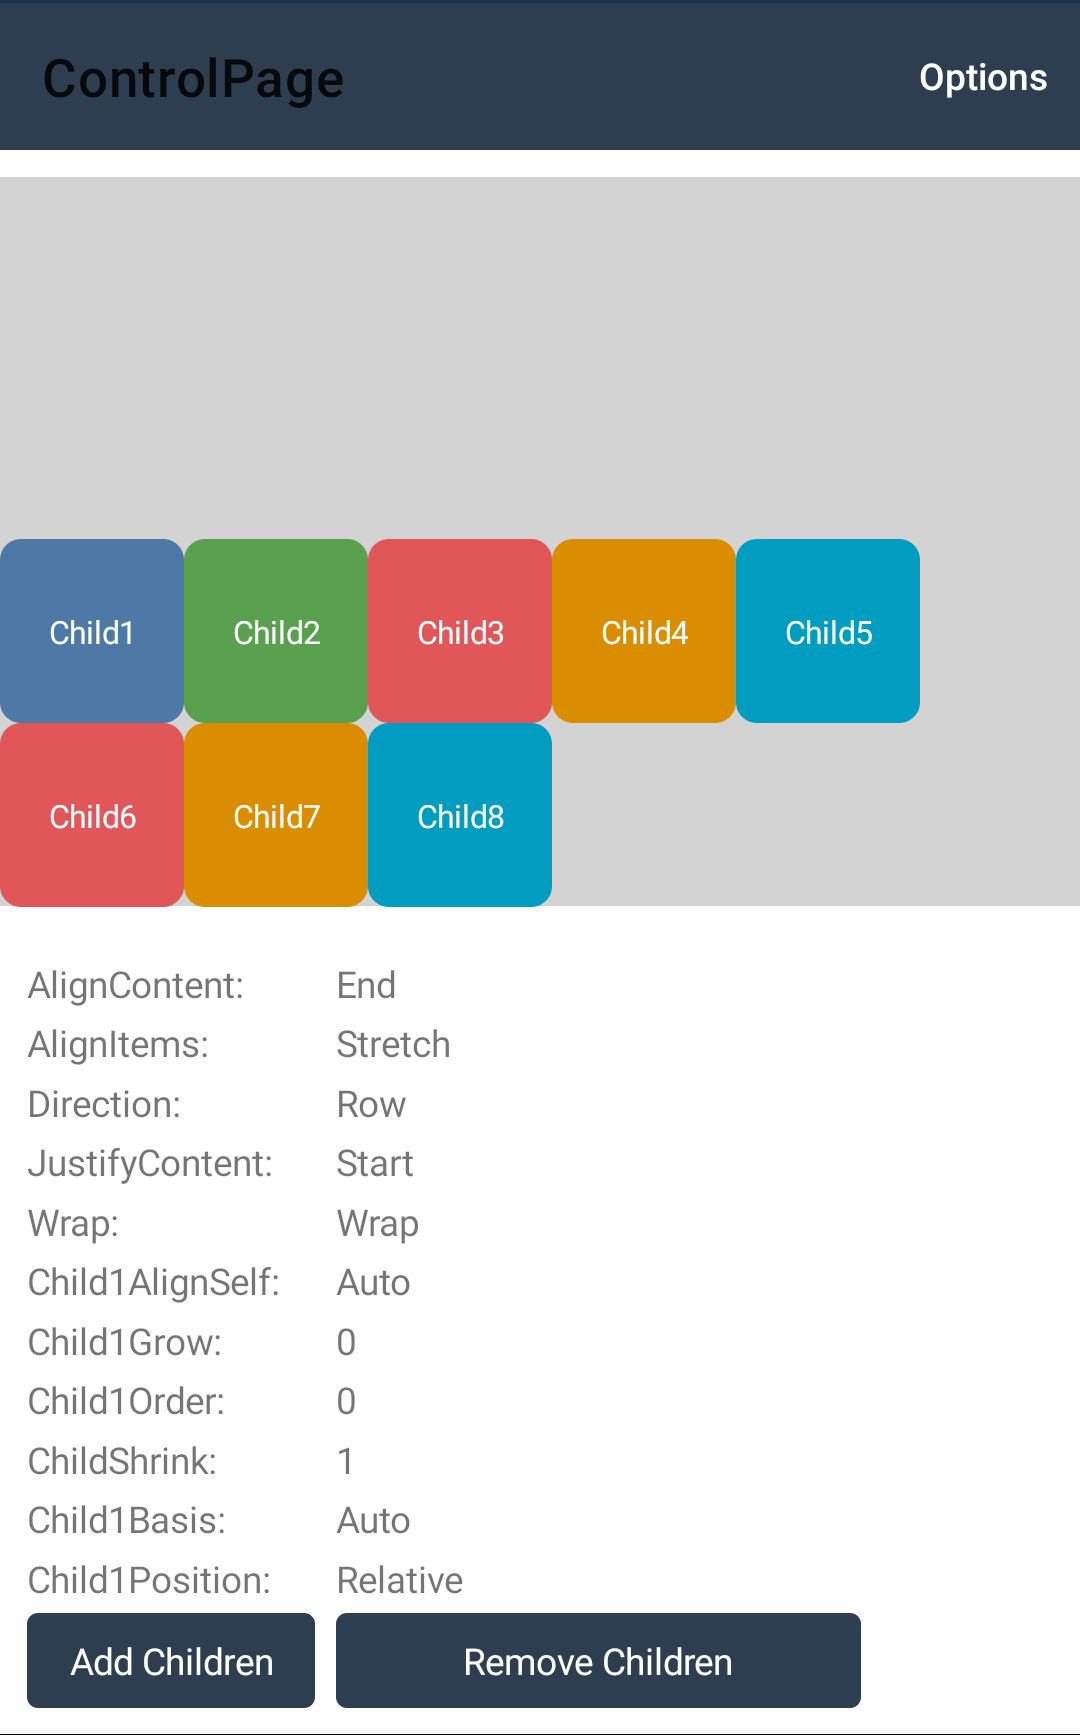 ControlPage Options
Child1 Child2 Child3 Child4 Child5
Child6 Child7 Child8
AlignContent: End
AlignItems: Stretch
Direction: Row
JustifyContent: Start
Wrap: Wrap
Child1AlignSelf: Auto
Child1Grow: 0
Child1Order: 0
ChildShrink: 1
Child1Basis: Auto
Child1Position: Relative
Add Children Remove Children